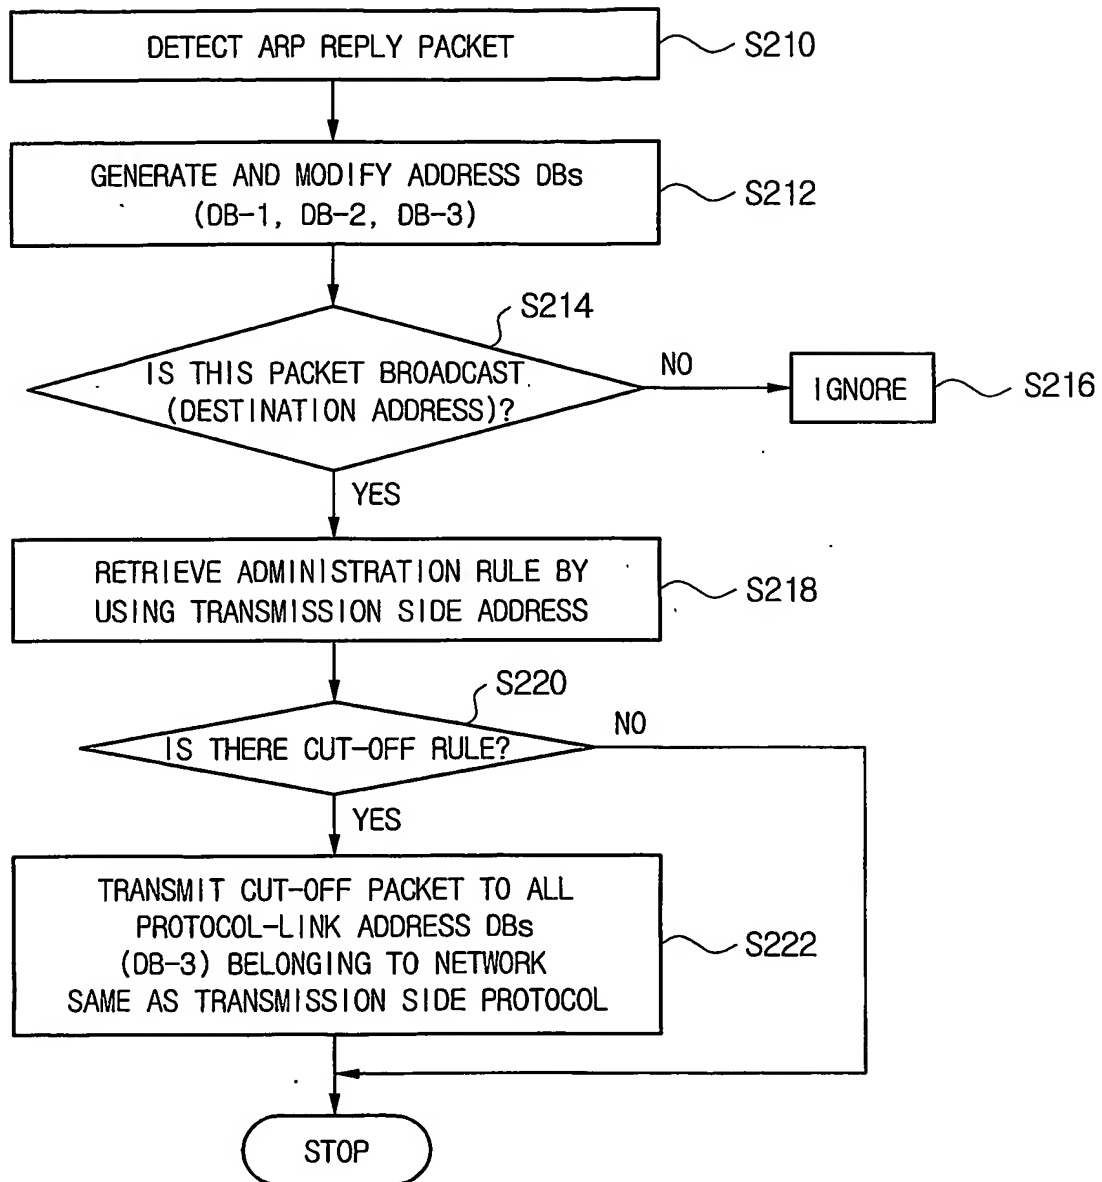 DETECT ARP REPLY PACKET
S210
GENERATE AND MODIFY ADDRESS DBs
(DB-1, DB-2, DB-3)
S212
S214
IS THIS PACKET BROADCAST
(DESTINATION ADDRESS)?
NO
IGNORE
S216
YES
RETRIEVE ADMINISTRATION RULE BY
USING TRANSMISSION SIDE ADDRESS
S218
S220
IS THERE CUT-OFF RULE?
NO
YES
TRANSMIT CUT-OFF PACKET TO ALL
PROTOCOL-LINK ADDRESS DBs
(DB-3) BELONGING TO NETWORK
SAME AS TRANSMISSION SIDE PROTOCOL
S222
STOP